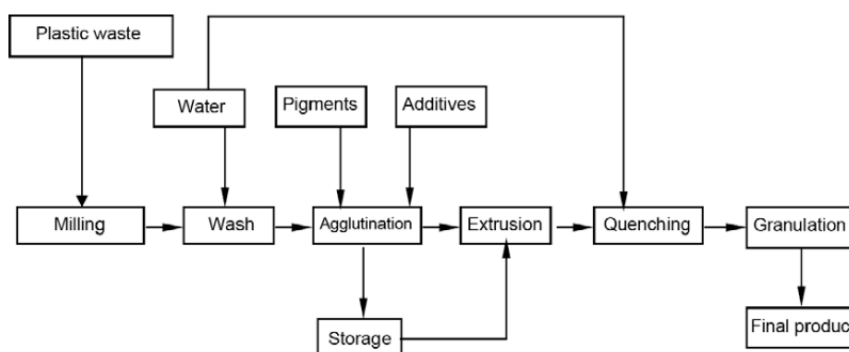 Plastic waste
Water
Pigments
Additives
Milling
Wash
Agglutination
Extrusion
Quenching
Granulation
Storage
Final produc